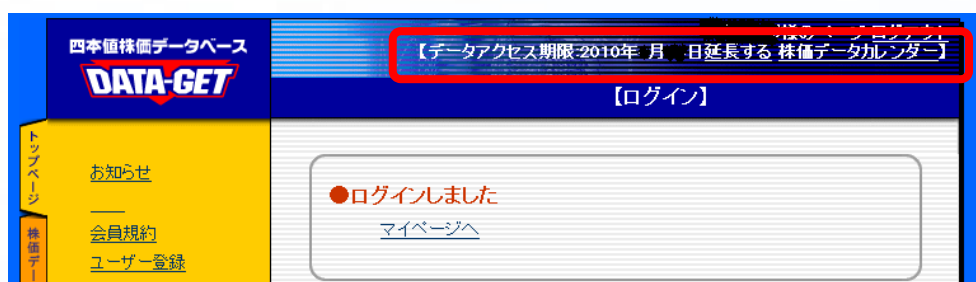 四本値株価データベース
DATA-GET
【データアクセス期限:2010年 月 日延長する 株価データカレンダー】
【ログイン】
トップページ
お知らせ
会員規約
ユーザー登録
株価デー
●ログインしました
マイページへ